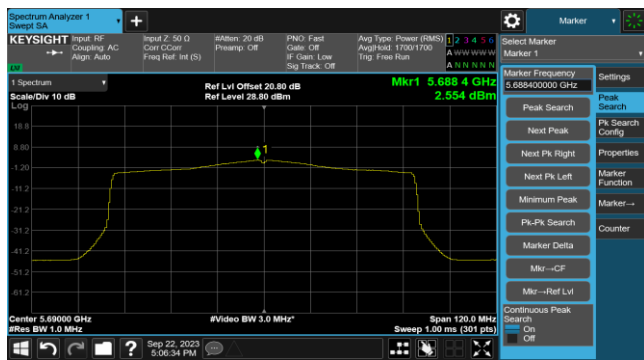 Spectrum Analyzer 1
Swept SA
KEYSIGHT
Input: RF
Coupling: AC
Align: Auto
Input Z: 50 Ω
Corr CCorr
Freq Ref: Int (S)
#Atten: 20 dB
Preamp: Off
PNO: Fast
Gate: Off
IF Gain: Low
Sig Track: Off
Avg Type: Power (RMS)
Avg|Hold: 1700/1700
Trig: Free Run
1 2 3 4 5 6
A W W W W W
A N N N N N
1 Spectrum
Scale/Div 10 dB
Ref Lvl Offset 20.80 dB
Ref Level 28.80 dBm
Mkr1 5.688 4 GHz
2.554 dBm
Log
18.8
8.80
-1.20
-11.2
-21.2
-31.2
-41.2
-51.2
-61.2
1
Center 5.69000 GHz
#Res BW 1.0 MHz
#Video BW 3.0 MHz*
Span 120.0 MHz
Sweep 1.00 ms (301 pts)
Sep 22, 2023
5:06:34 PM
Marker
Select Marker
Marker 1
Marker Frequency
5.688400000 GHz
Peak Search
Next Peak
Next Pk Right
Next Pk Left
Minimum Peak
Pk-Pk Search
Marker Delta
Mkr→CF
Mkr→Ref Lvl
Continuous Peak
Search
On
Off
Settings
Peak
Search
Pk Search
Config
Properties
Marker
Function
Marker→
Counter